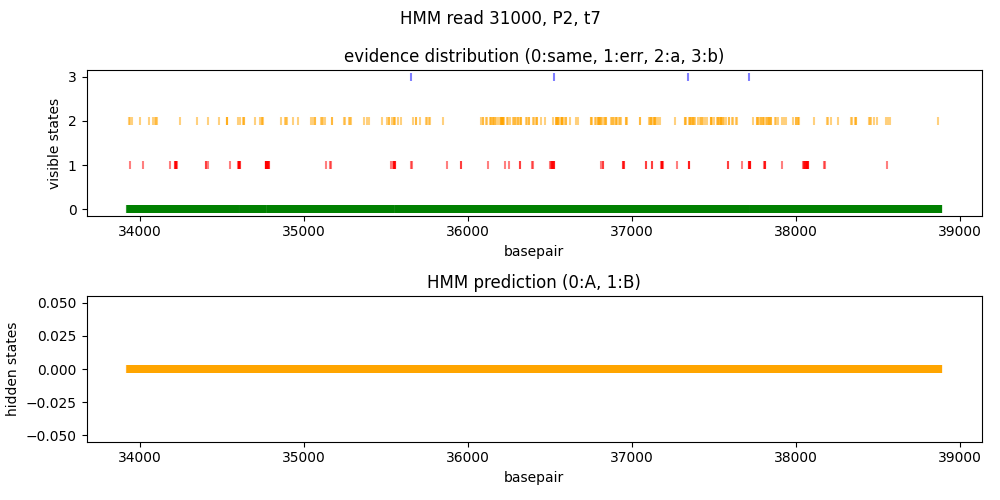 HMM read 31000, P2, t7
evidence distribution (0:same, 1:err, 2:a, 3:b)
visible states
3
2
1
0
34000 35000 36000 37000 38000 39000
basepair
HMM prediction (0:A, 1:B)
hidden states
0.050
0.025
0.000
−0.025
−0.050
34000 35000 36000 37000 38000 39000
basepair